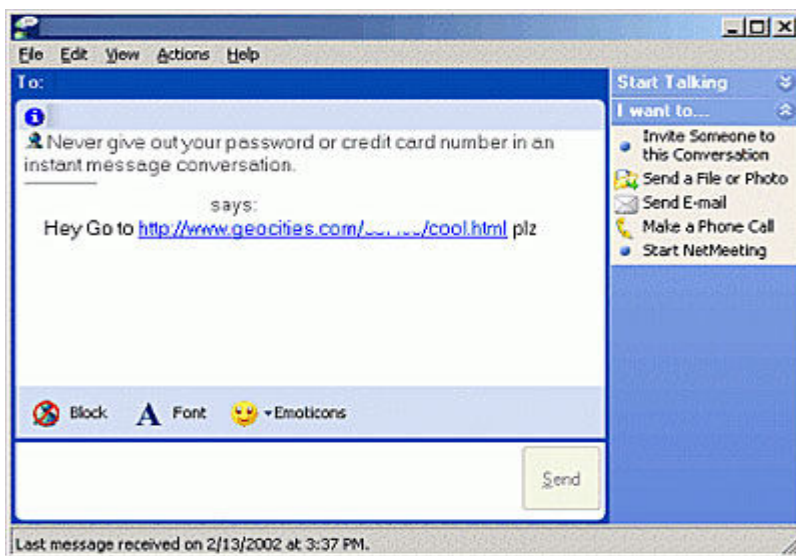 File Edit View Actions Help
To:
Never give out your password or credit card number in an
instant message conversation.
says:
Hey Go to http://www.geocities.com/ /cool.html plz
Block A Font Emoticons
Send
Start Talking
I want to...
Invite Someone to
this Conversation
Send a File or Photo
Send E-mail
Make a Phone Call
Start NetMeeting
Last message received on 2/13/2002 at 3:37 PM.